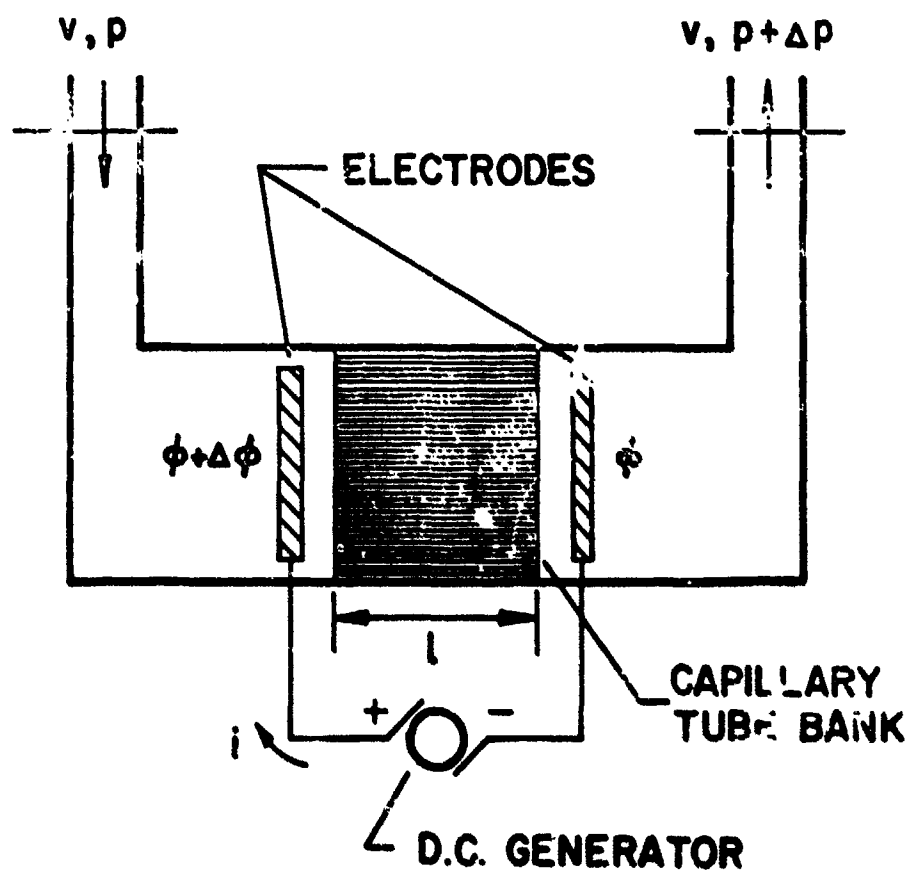 v, p
v, p + Δp
ELECTRODES
ϕ+Δϕ
ϕ
l
CAPILLARY
TUBE BANK
+
−
i
D.C. GENERATOR